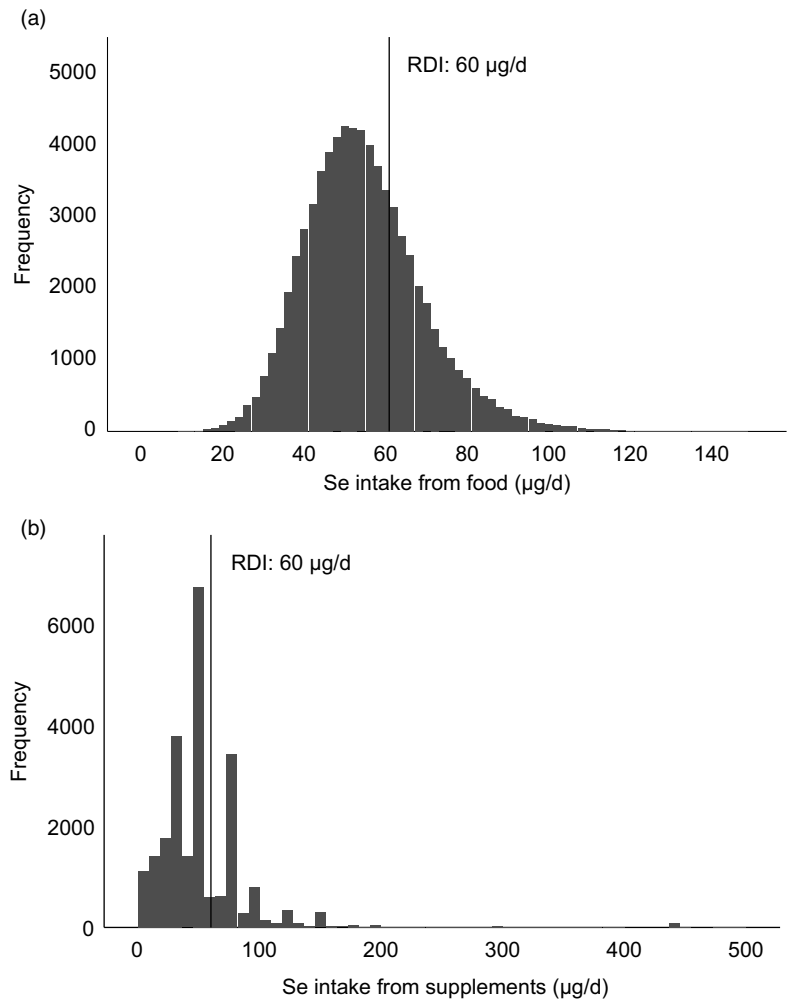 (a)
RDI: 60 µg/d
5000
4000
3000
2000
1000
0
Frequency
0 20 40 60 80 100 120 140
Se intake from food (µg/d)
(b)
RDI: 60 µg/d
6000
4000
2000
0
Frequency
0 100 200 300 400 500
Se intake from supplements (µg/d)